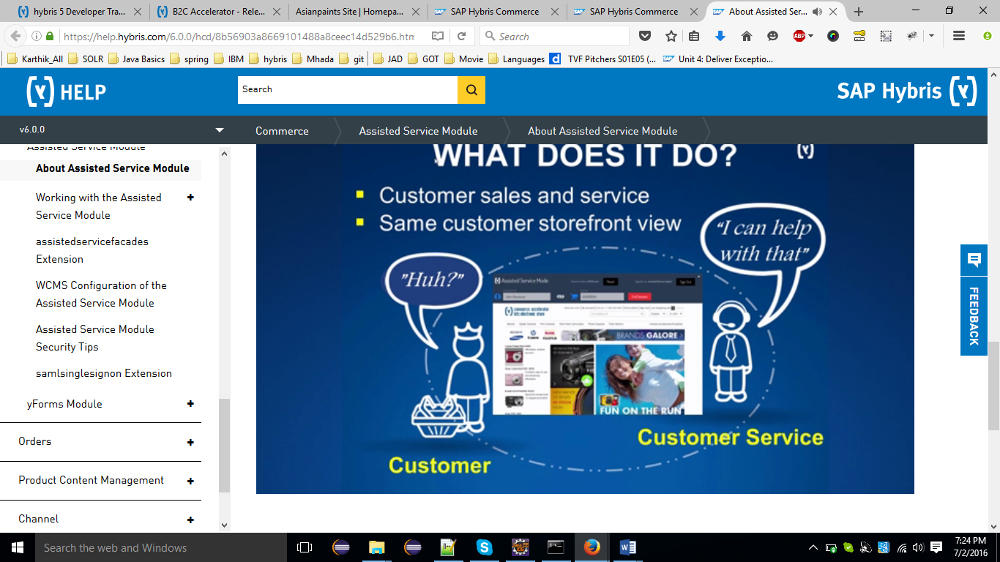 hybris 5 Developer Tra...
B2C Accelerator - Rele...
Asianpaints Site | Homepa...
SAP Hybris Commerce
SAP Hybris Commerce
About Assisted Ser...
https://help.hybris.com/6.0.0/hcd/8b56903a8669101488a8ceec14d529b6.htm
Search
ABP
Karthik_All
SOLR
Java Basics
spring
IBM
hybris
Mhada
git
JAD
GOT
Movie
Languages
d
TVF Pitchers S01E05 (...
Unit 4: Deliver Exceptio...
HELP
Search
SAP Hybris
v6.0.0
Commerce
Assisted Service Module
About Assisted Service Module
Assisted Service Module
About Assisted Service Module
Working with the Assisted
Service Module
assistedservicefacades
Extension
WCMS Configuration of the
Assisted Service Module
Assisted Service Module
Security Tips
samlsinglesignon Extension
yForms Module
Orders
Product Content Management
Channel
WHAT DOES IT DO?
Customer sales and service
Same customer storefront view
"I can help
with that"
"Huh?"
Assisted Service Mode
SONY
Canon
kodak
BRANDS GALORE
FUN ON THE RUN
Customer Service
Customer
FEEDBACK
Search the web and Windows
7:24 PM
7/2/2016